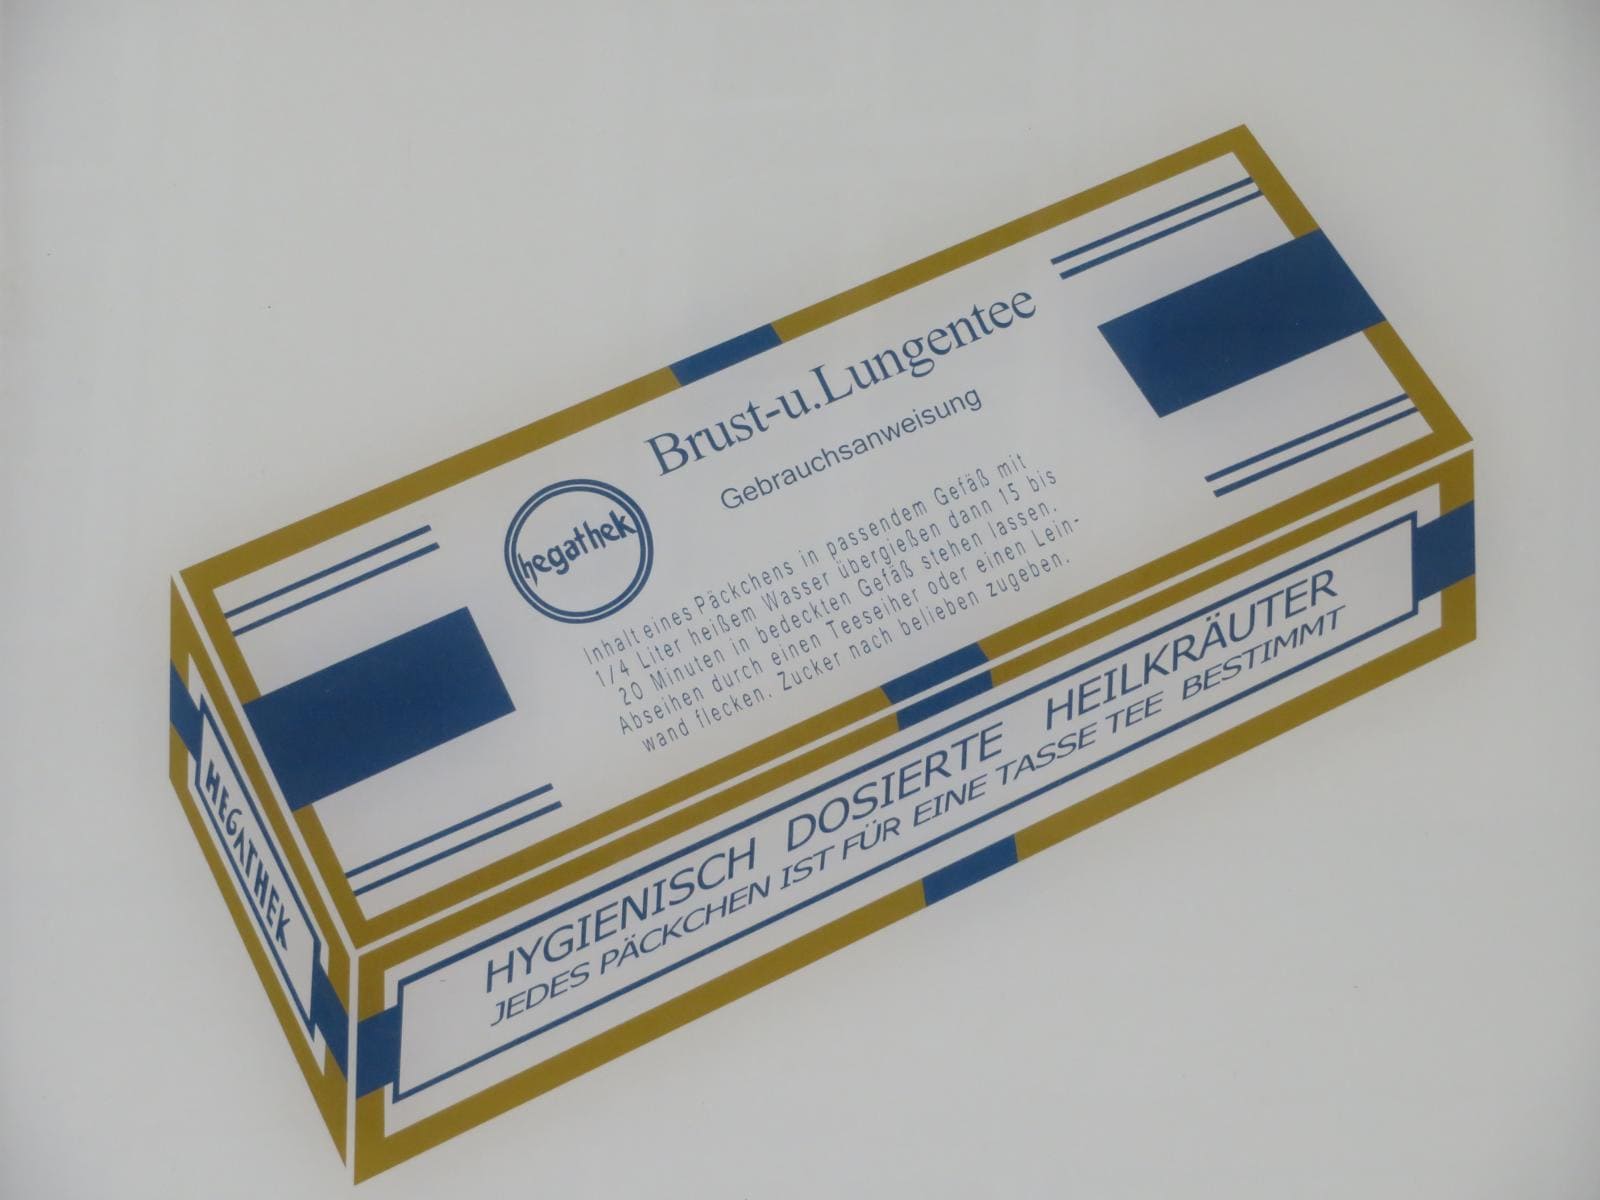 Brust-u.Lungentee
Gebrauchsanweisung
hegathek
Inhalt eines Päckchens in passendem Gefäß mit
1/4 Liter heißem Wasser übergießen dann 15 bis
20 Minuten in bedeckten Gefäß stehen lassen.
Abseihen durch einen Teeseiher oder einen Lein-
wand flecken. Zucker nach belieben zugeben.
HEGATHEK
HYGIENISCH DOSIERTE HEILKRÄUTER
JEDES PÄCKCHEN IST FÜR EINE TASSE TEE BESTIMMT